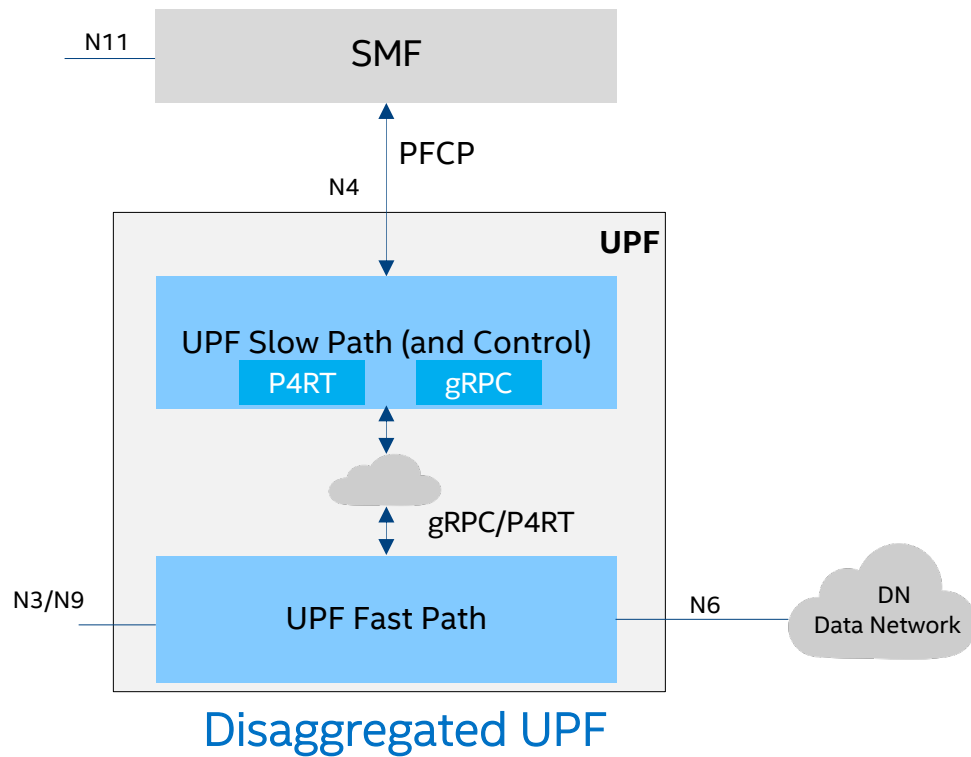 N11
SMF
PFCP
N4
UPF
UPF Slow Path (and Control)
P4RT
gRPC
gRPC/P4RT
N3/N9
UPF Fast Path
N6
DN
Data Network
Disaggregated UPF